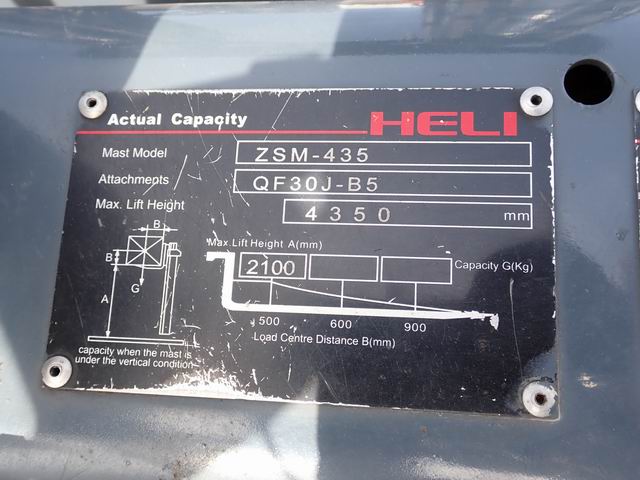 Actual Capacity HELI
Mast Model ZSM-435
Attachments QF30J-B5
Max. Lift Height 4350 mm
Max. Lift Height A(mm)
2100 Capacity G(Kg)
500 600 900
Load Centre Distance B(mm)
B
B
G
A
capacity when the mast is
under the vertical condition